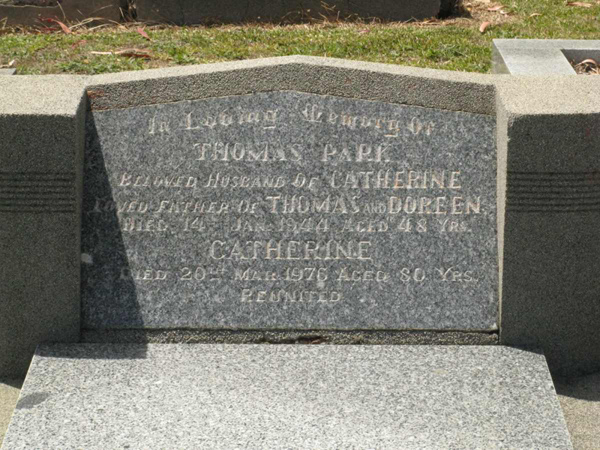 In Loving Memory Of
THOMAS PARK
BELOVED HUSBAND OF CATHERINE
LOVED FATHER OF THOMAS AND DOREEN
DIED 14TH JAN. 1944 AGED 48 YRS.
CATHERINE
DIED 20TH MAR. 1976 AGED 80 YRS.
REUNITED